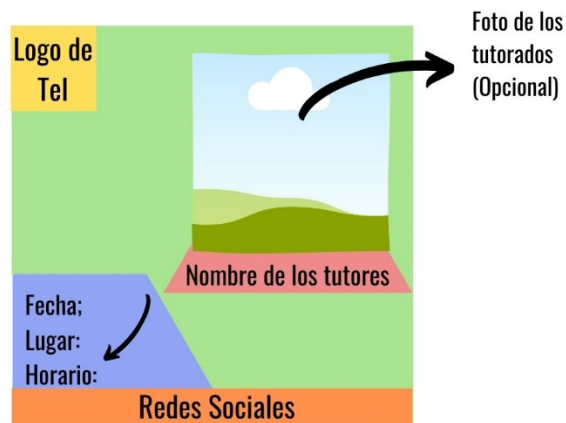 Logo de
Tel
Foto de los
tutorados
(Opcional)
Nombre de los tutores
Fecha;
Lugar:
Horario:
Redes Sociales